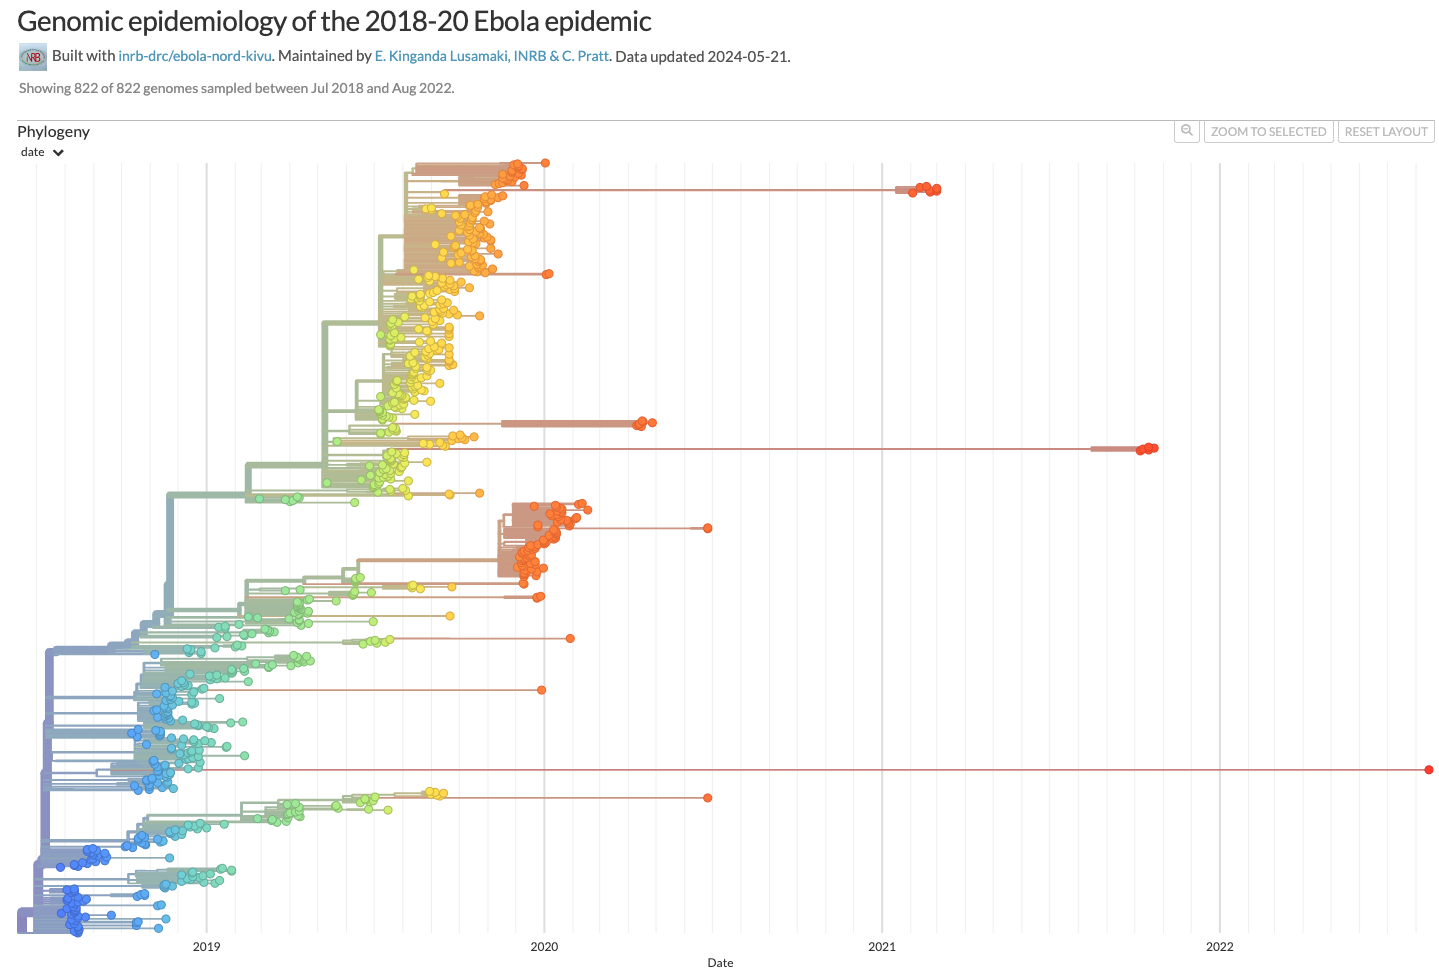 Genomic epidemiology of the 2018-20 Ebola epidemic
NRB
Built with inrb-drc/ebola-nord-kivu. Maintained by E. Kinganda Lusamaki, INRB & C. Pratt. Data updated 2024-05-21.
Showing 822 of 822 genomes sampled between Jul 2018 and Aug 2022.
Phylogeny
ZOOM TO SELECTED
RESET LAYOUT
date
2019
2020
2021
2022
Date